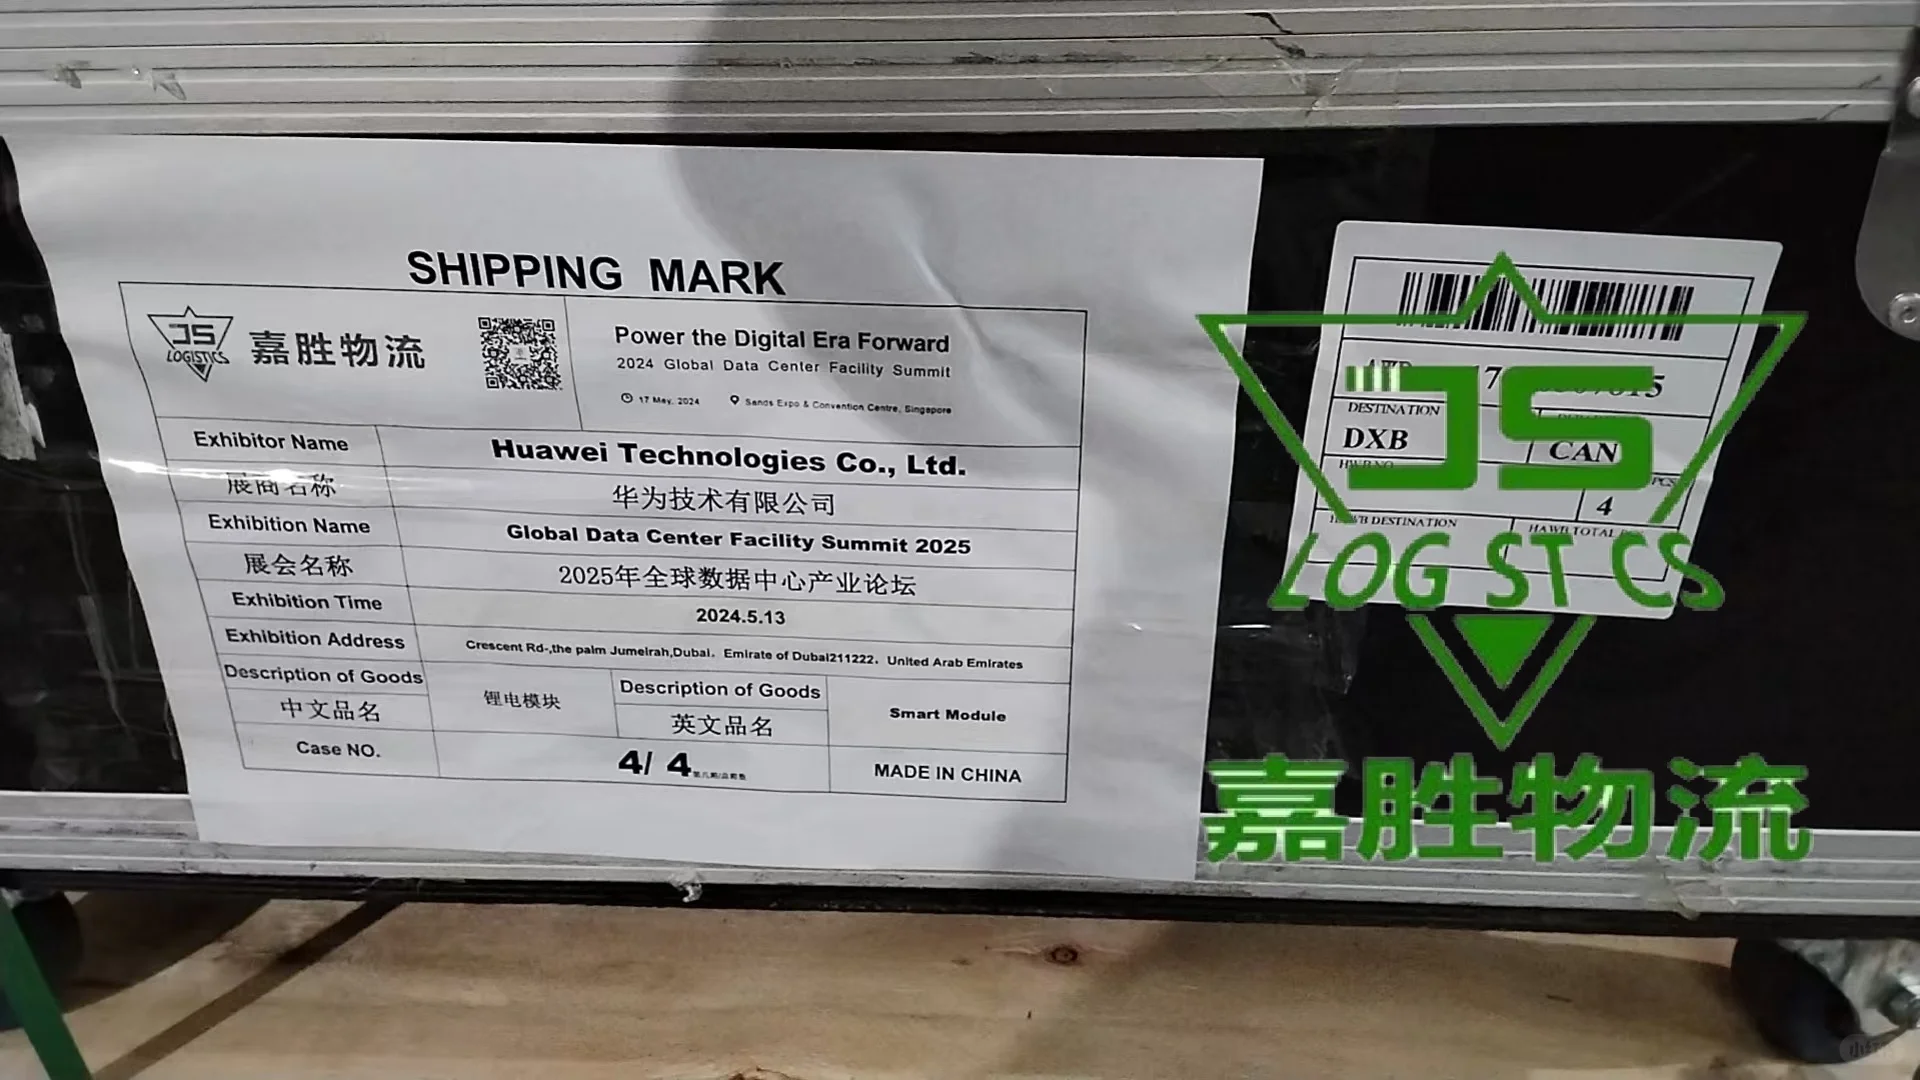 SHIPPING MARK
JS
LOGISTICS
嘉胜物流
Power the Digital Era Forward
2024 Global Data Center Facility Summit
17 May, 2024
Sands Expo & Convention Centre, Singapore
Exhibitor Name
Huawei Technologies Co., Ltd.
展商名称
华为技术有限公司
Exhibition Name
Global Data Center Facility Summit 2025
展会名称
2025年全球数据中心产业论坛
Exhibition Time
2024.5.13
Exhibition Address
Crescent Rd-,the palm Jumeirah,Dubai，Emirate of Dubai211222，United Arab Emirates
Description of Goods
中文品名
锂电模块
Description of Goods
英文品名
Smart Module
Case NO.
4/ 4
MADE IN CHINA
DESTINATION
DXB
CAN
PCS
4
DESTINATION
HAWB TOTAL
JS
LOG ST CS
嘉胜物流